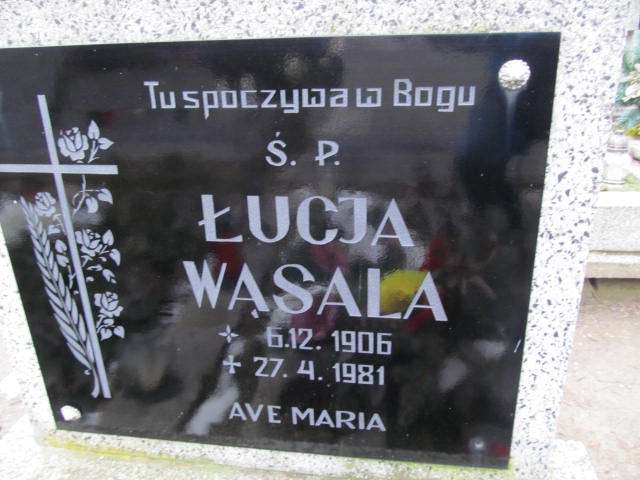 Tu spoczywa w Bogu
Ś. P.
ŁUCJA
WĄSALA
6.12. 1906
27. 4. 1981
AVE MARIA